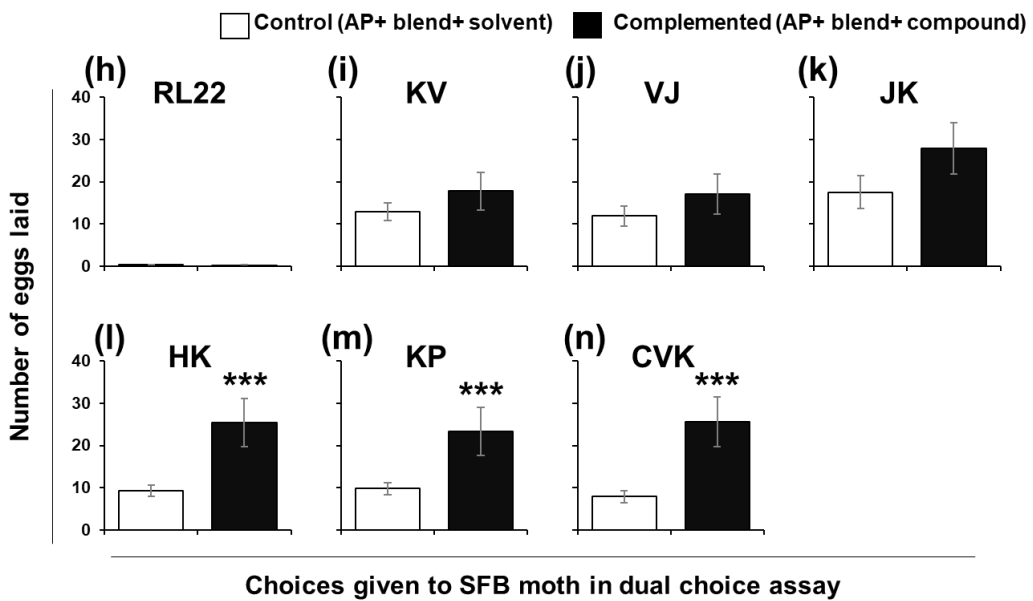 Control (AP+ blend+ solvent) Complemented (AP+ blend+ compound)
(h) (i) (j) (k)
RL22 KV VJ JK
40
30
20
10
0
(l) (m) (n)
HK KP CVK
*** *** ***
40
30
20
10
0
Number of eggs laid
Choices given to SFB moth in dual choice assay